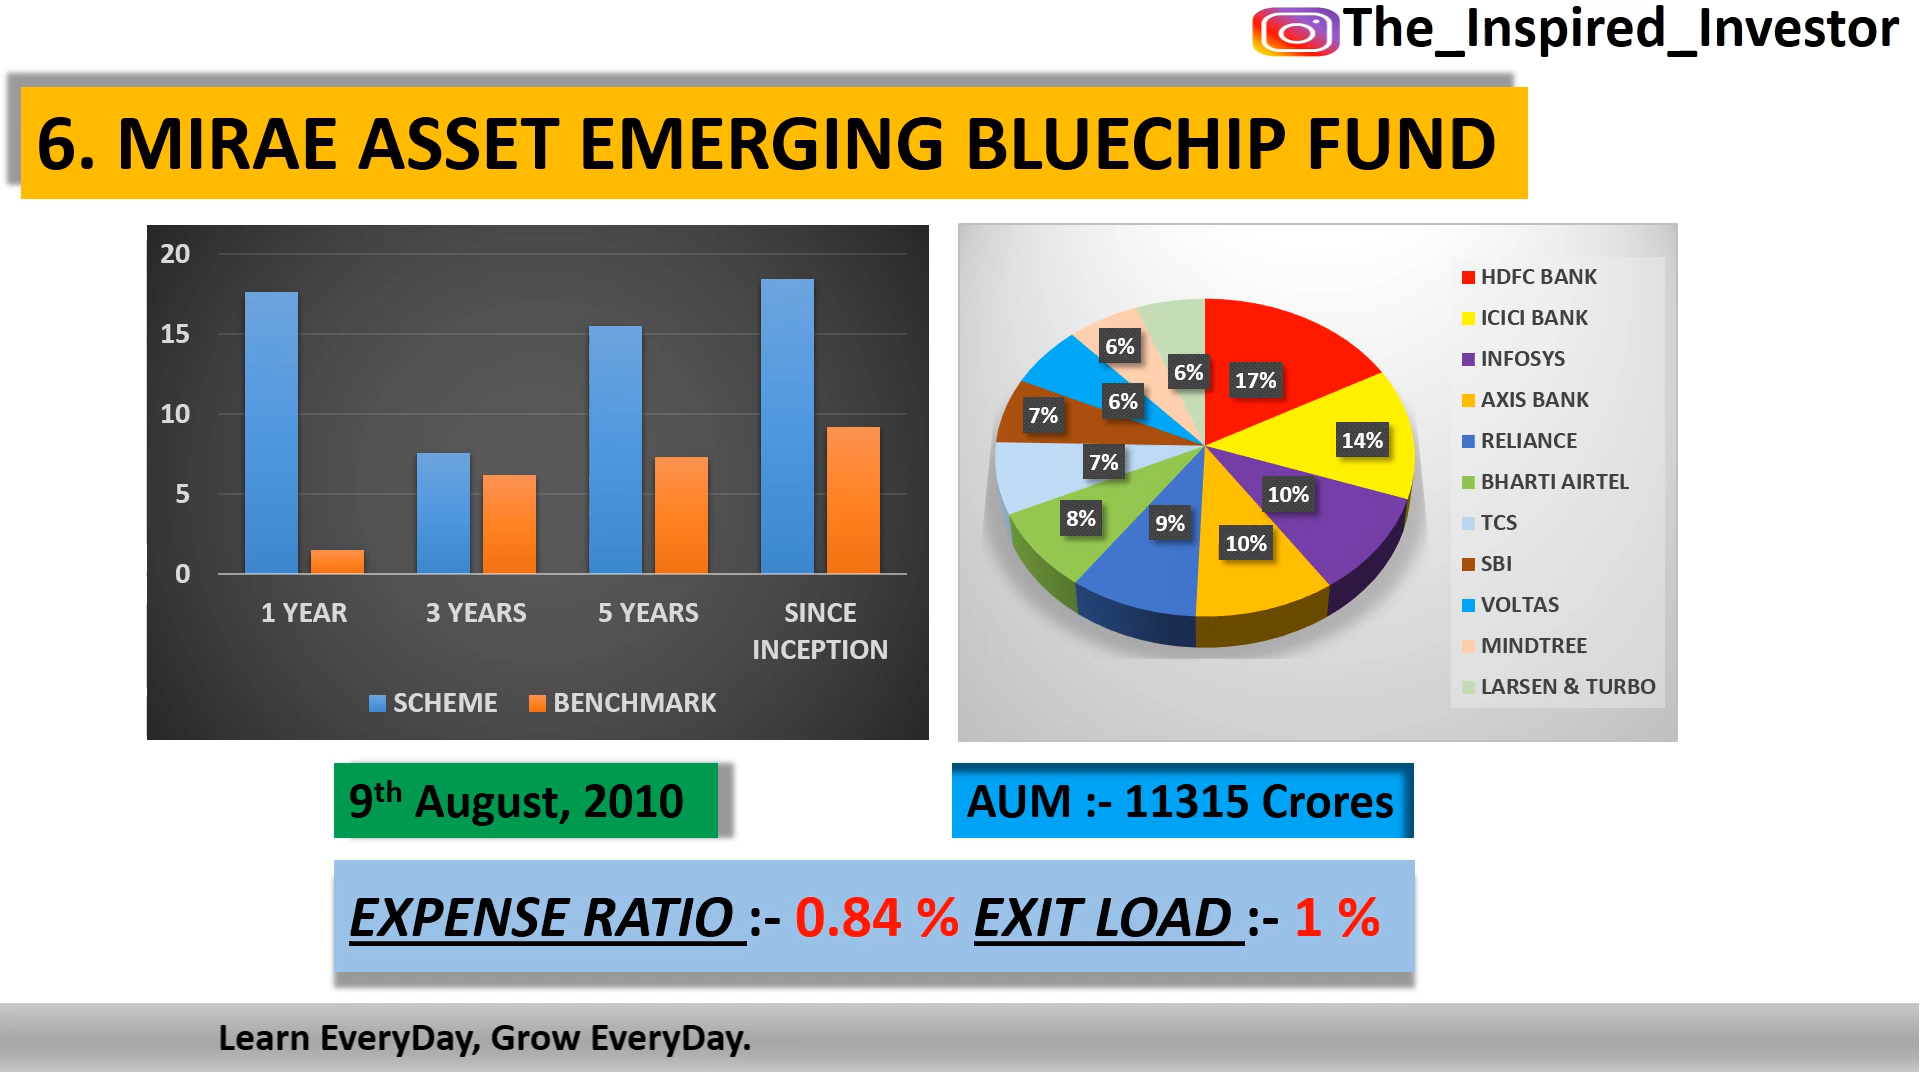 The_Inspired_Investor
6. MIRAE ASSET EMERGING BLUECHIP FUND
20
15
10
5
0
1 YEAR
3 YEARS
5 YEARS
SINCE
INCEPTION
SCHEME
BENCHMARK
6%
6%
17%
6%
7%
14%
7%
10%
8%
9%
10%
HDFC BANK
ICICI BANK
INFOSYS
AXIS BANK
RELIANCE
BHARTI AIRTEL
TCS
SBI
VOLTAS
MINDTREE
LARSEN & TURBO
9th August, 2010
AUM :- 11315 Crores
EXPENSE RATIO :- 0.84 % EXIT LOAD :- 1 %
Learn EveryDay, Grow EveryDay.